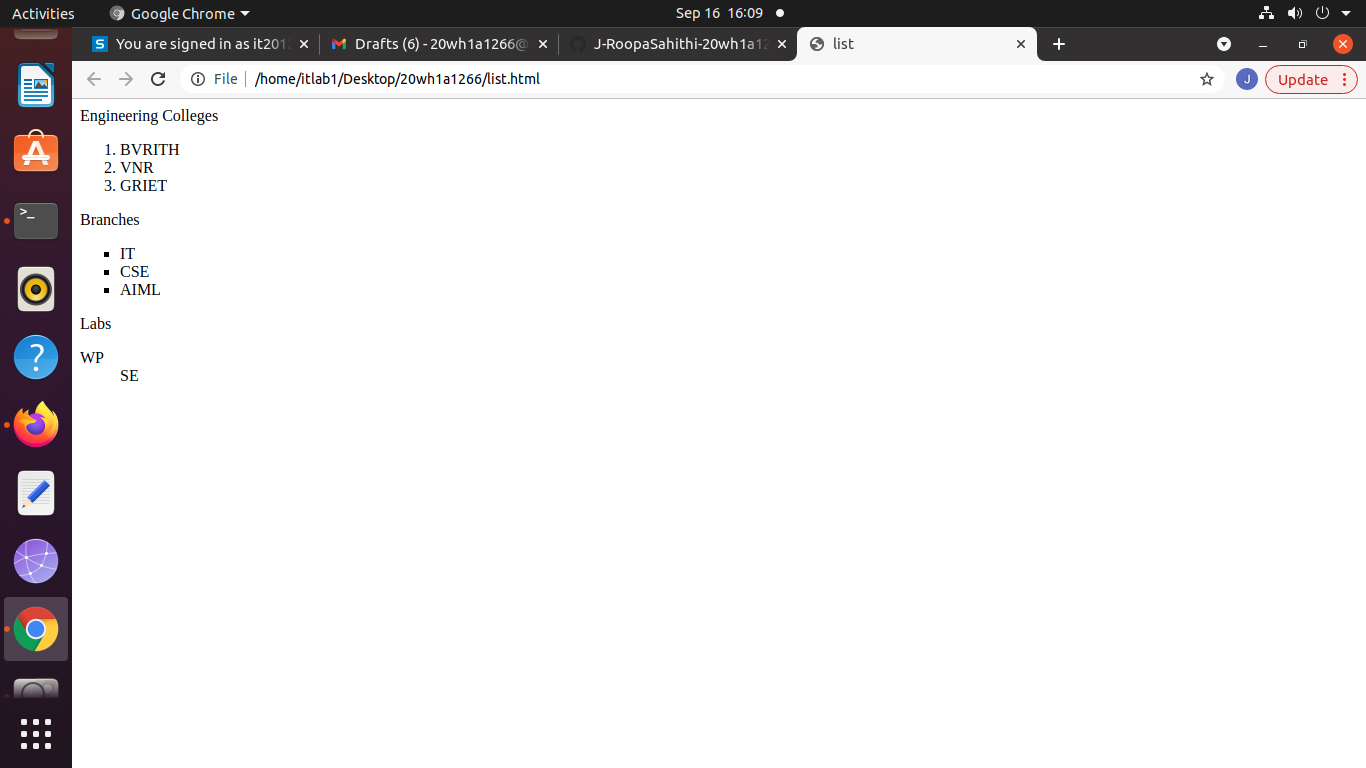 Activities Google Chrome Sep 16 16:09
You are signed in as it201 Drafts (6) - 20wh1a1266@ J-RoopaSahithi-20wh1a12 list
File /home/itlab1/Desktop/20wh1a1266/list.html J Update
Engineering Colleges
1. BVRITH
2. VNR
3. GRIET
Branches
IT
CSE
AIML
Labs
WP
SE